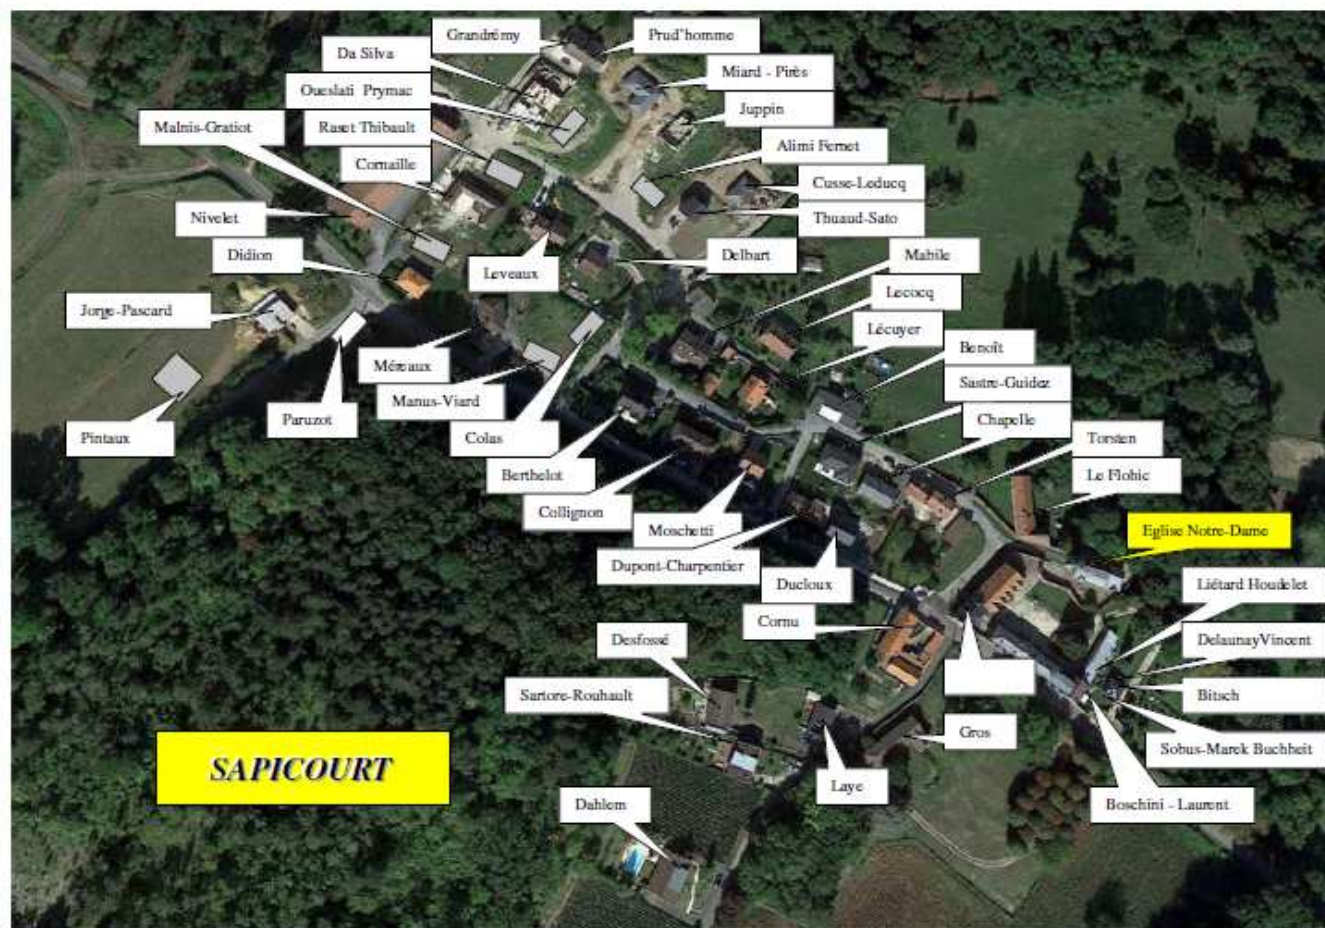 Grandrémy
Prud'homme
Da Silva
Miard - Pirès
Oueslati Prymac
Juppin
Malnis-Gratiot
Raset Thibault
Alimi Fernet
Cornaille
Cusse-Leducq
Nivelet
Thuaud-Sato
Didion
Leveaux
Delbart
Mabile
Lecocq
Jorge-Pascard
Lécuyer
Benoît
Méreaux
Sastre-Guidez
Manus-Viard
Chapelle
Paruzot
Pintaux
Colas
Torsten
Berthelot
Le Flohic
Collignon
Moschetti
Eglise Notre-Dame
Dupont-Charpentier
Ducloux
Liétard Houdelet
Cornu
Desfossé
DelaunayVincent
Sartore-Rouhault
Bitsch
Gros
Sobus-Marek Buchheit
SAPICOURT
Laye
Dahlem
Boschini - Laurent